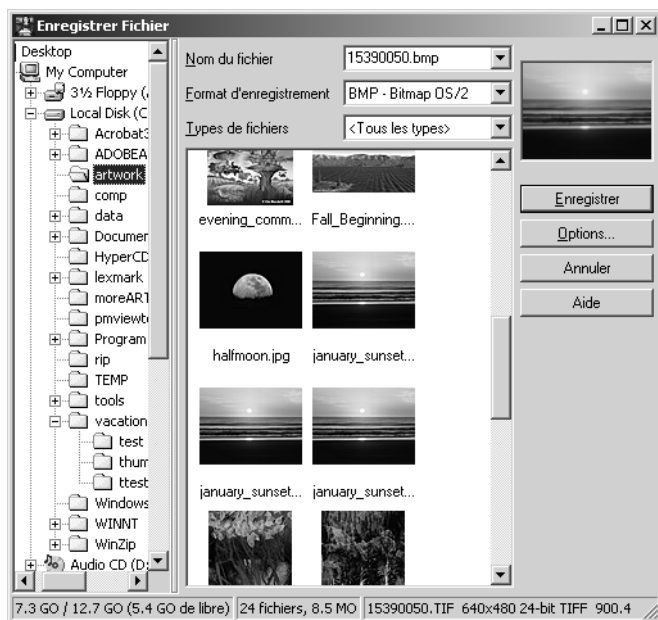 Enregistrer Fichier
Desktop
My Computer
3½ Floppy (
Local Disk (C
Acrobat3
ADOBEA
artwork
comp
data
Documer
HyperCD
lexmark
moreART
pmviewto
Program
rip
TEMP
tools
vacation
test
thum
ttest
Windows
WINNT
WinZip
Audio CD (D:
Nom du fichier
15390050.bmp
Format d'enregistrement
BMP - Bitmap OS/2
Types de fichiers
<Tous les types>
evening_comm...
Fall_Beginning....
halfmoon.jpg
january_sunset...
january_sunset...
january_sunset...
Enregistrer
Options...
Annuler
Aide
7.3 GO / 12.7 GO (5.4 GO de libre)
24 fichiers, 8.5 MO
15390050.TIF 640x480 24-bit TIFF 900.4